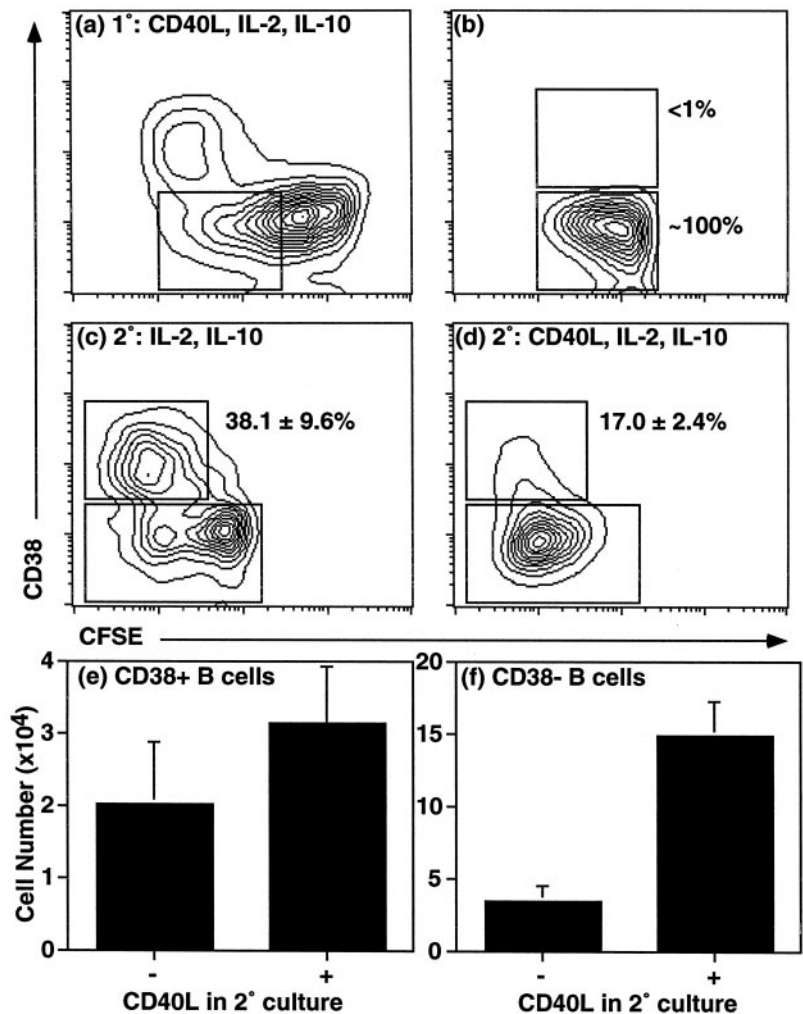 (a) 1°: CD40L, IL-2, IL-10
(b)
<1%
~100%
(c) 2°: IL-2, IL-10
38.1 ± 9.6%
(d) 2°: CD40L, IL-2, IL-10
17.0 ± 2.4%
CD38
CFSE
(e) CD38+ B cells
4
3
2
1
0
Cell Number (x10⁴)
- +
CD40L in 2° culture
(f) CD38- B cells
20
15
10
5
0
- +
CD40L in 2° culture